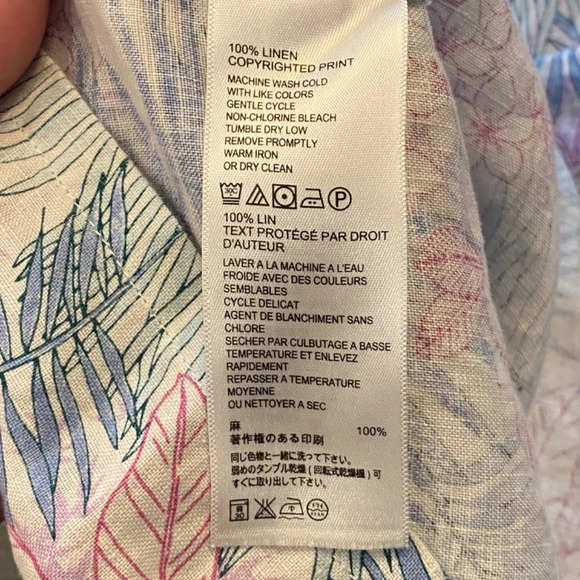 100% LINEN
COPYRIGHTED PRINT
MACHINE WASH COLD
WITH LIKE COLORS
GENTLE CYCLE
NON-CHLORINE BLEACH
TUMBLE DRY LOW
REMOVE PROMPTLY
WARM IRON
OR DRY CLEAN
30C P
100% LIN
TEXT PROTÉGÉ PAR DROIT
D'AUTEUR
LAVER A LA MACHINE A L'EAU
FROIDE AVEC DES COULEURS
SEMBLABLES
CYCLE DELICAT
AGENT DE BLANCHIMENT SANS
CHLORE
SECHER PAR CULBUTAGE A BASSE
TEMPERATURE ET ENLEVEZ
RAPIDEMENT
REPASSER A TEMPERATURE
MOYENNE
OU NETTOYER A SEC
麻 100%
著作権のある印刷
同じ色物と一緒に洗って下さい。
弱めのタンブル乾燥(回転式乾燥機)可
すぐに取り出して下さい。
30